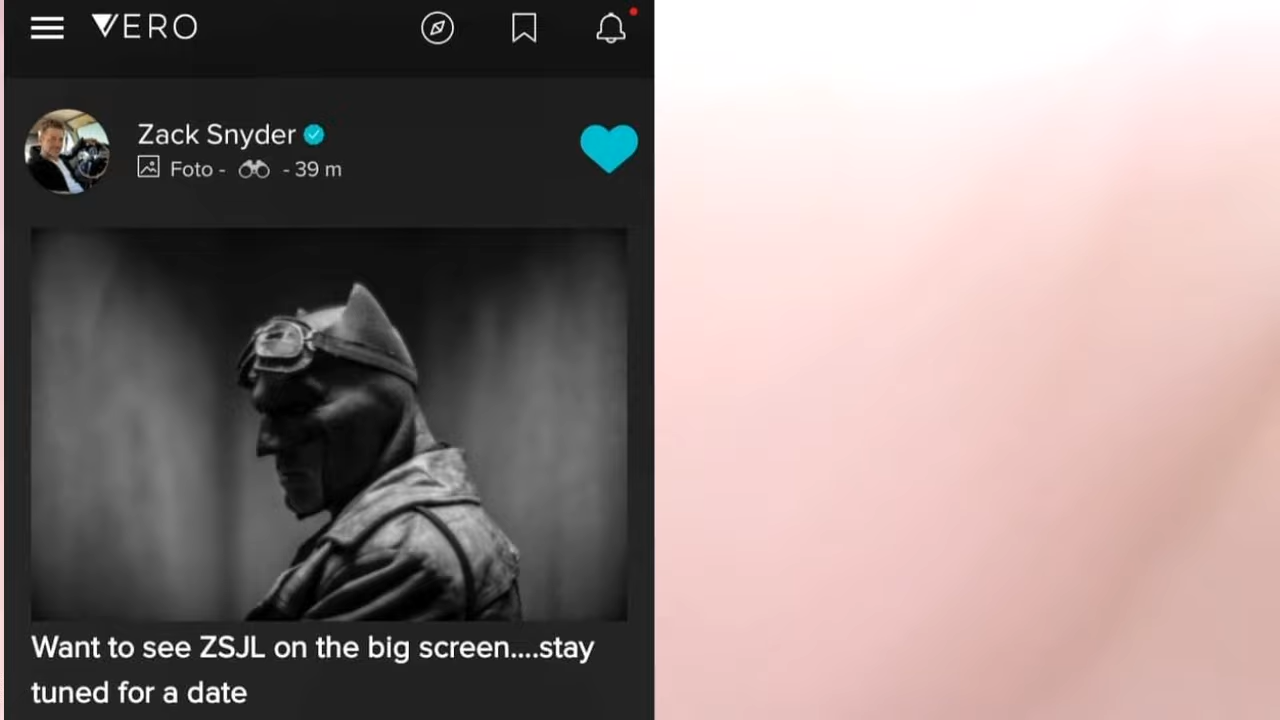 VERO
Zack Snyder
Foto - - 39 m
Want to see ZSJL on the big screen....stay
tuned for a date